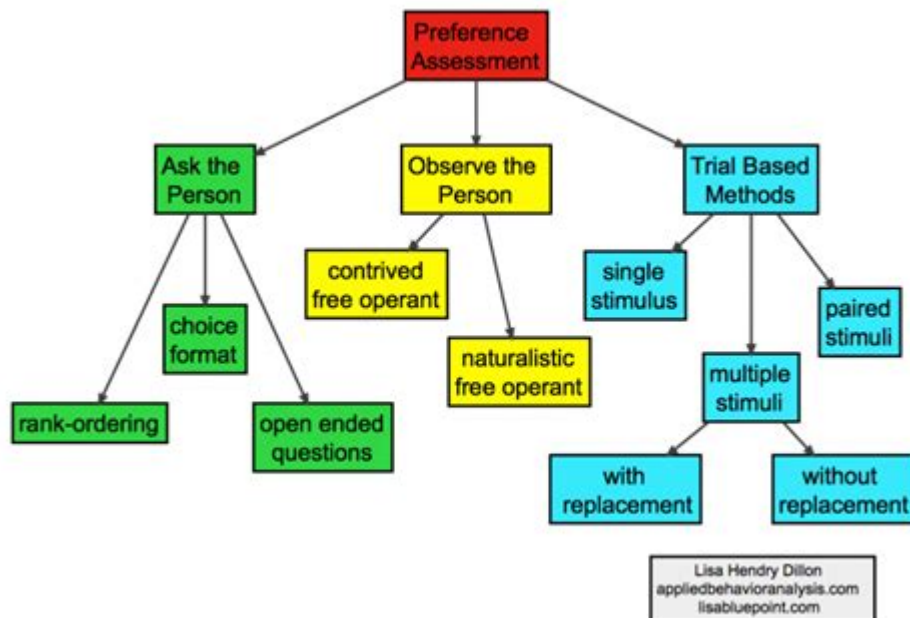 Preference
Assessment
Ask the
Person
Observe the
Person
Trial Based
Methods
contrived
free operant
single
stimulus
paired
stimuli
choice
format
naturalistic
free operant
multiple
stimuli
rank-ordering
open ended
questions
with
replacement
without
replacement
Lisa Hendry Dillon
appliedbehavioranalysis.com
lisabluepoint.com